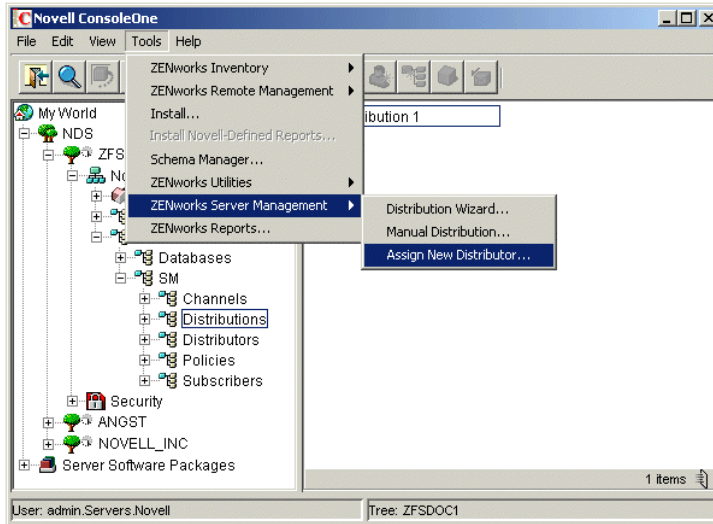 Novell ConsoleOne
File Edit View Tools Help
ZENworks Inventory
ZENworks Remote Management
Install...
Install Novell-Defined Reports...
Schema Manager...
ZENworks Utilities
ZENworks Server Management
ZENworks Reports...
Distribution Wizard...
Manual Distribution...
Assign New Distributor...
ibution 1
My World
NDS
ZFS
No
Databases
SM
Channels
Distributions
Distributors
Policies
Subscribers
Security
ANGST
NOVELL_INC
Server Software Packages
1 items
User: admin.Servers.Novell
Tree: ZFSDOC1